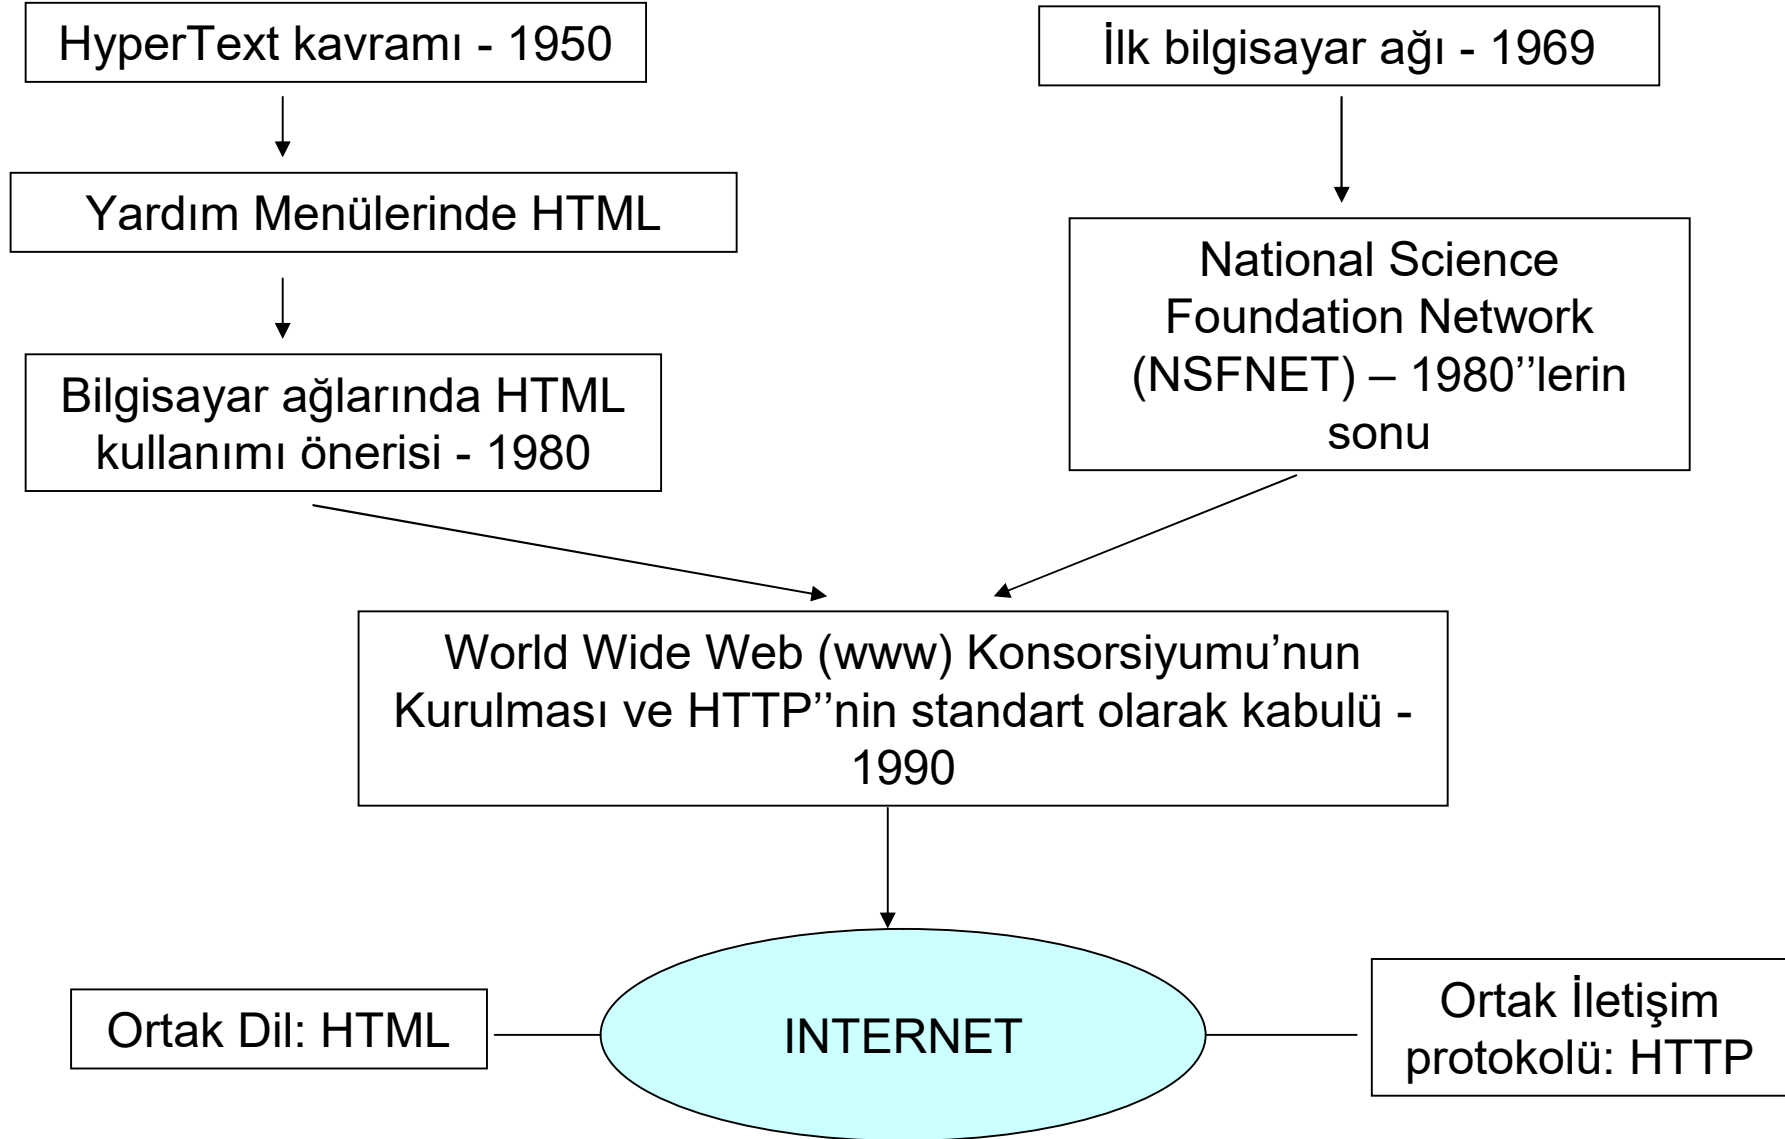 HyperText kavramı - 1950
İlk bilgisayar ağı - 1969
Yardım Menülerinde HTML
National Science
Foundation Network
(NSFNET) – 1980’’lerin
sonu
Bilgisayar ağlarında HTML
kullanımı önerisi - 1980
World Wide Web (www) Konsorsiyumu’nun
Kurulması ve HTTP’’nin standart olarak kabulü -
1990
Ortak Dil: HTML
INTERNET
Ortak İletişim
protokolü: HTTP